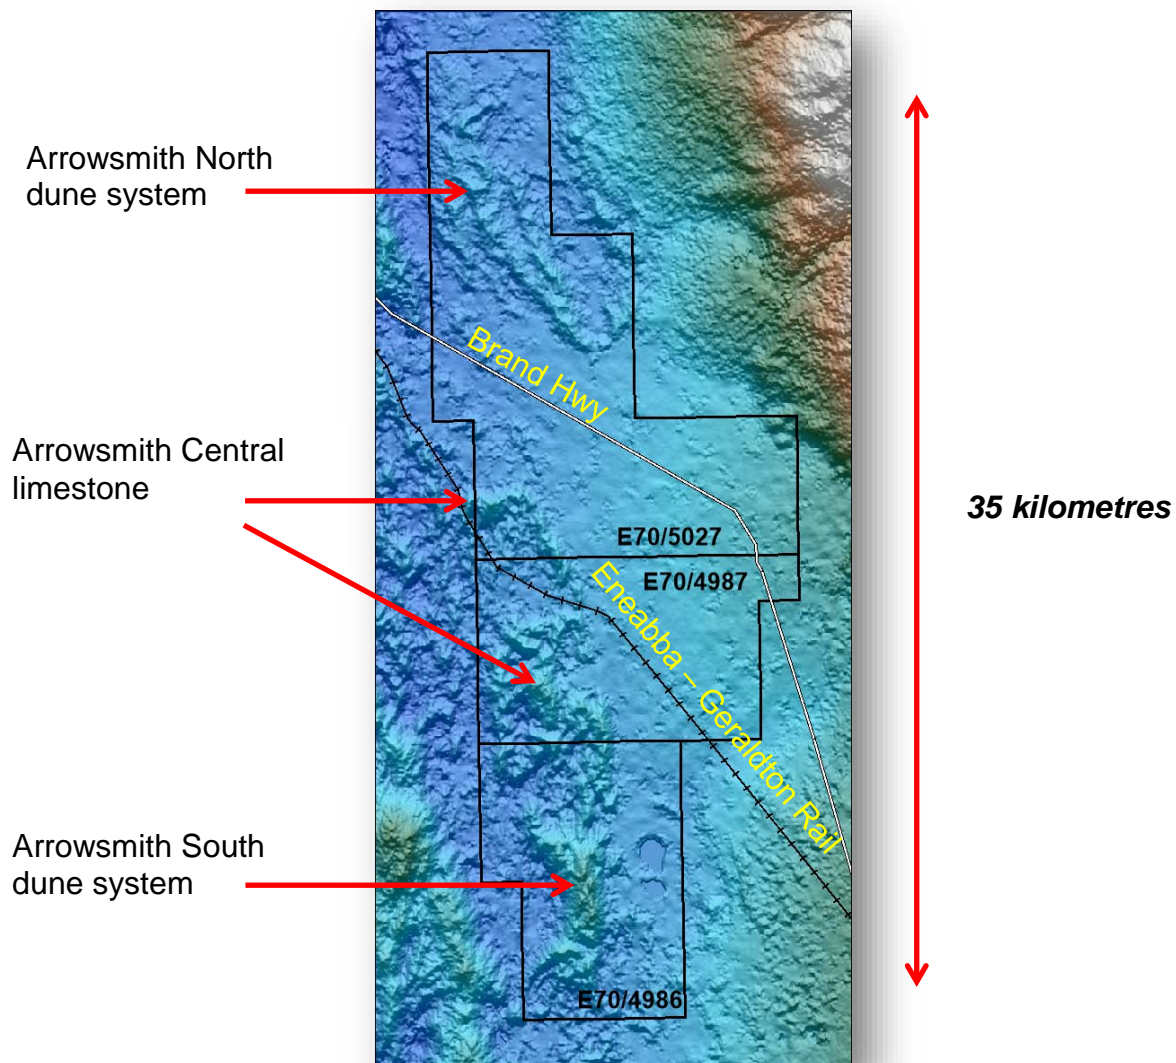 Arrowsmith North
dune system
Brand Hwy
Arrowsmith Central
limestone
35 kilometres
E70/5027
E70/4987
Eneabba – Geraldton Rail
Arrowsmith South
dune system
E70/4986